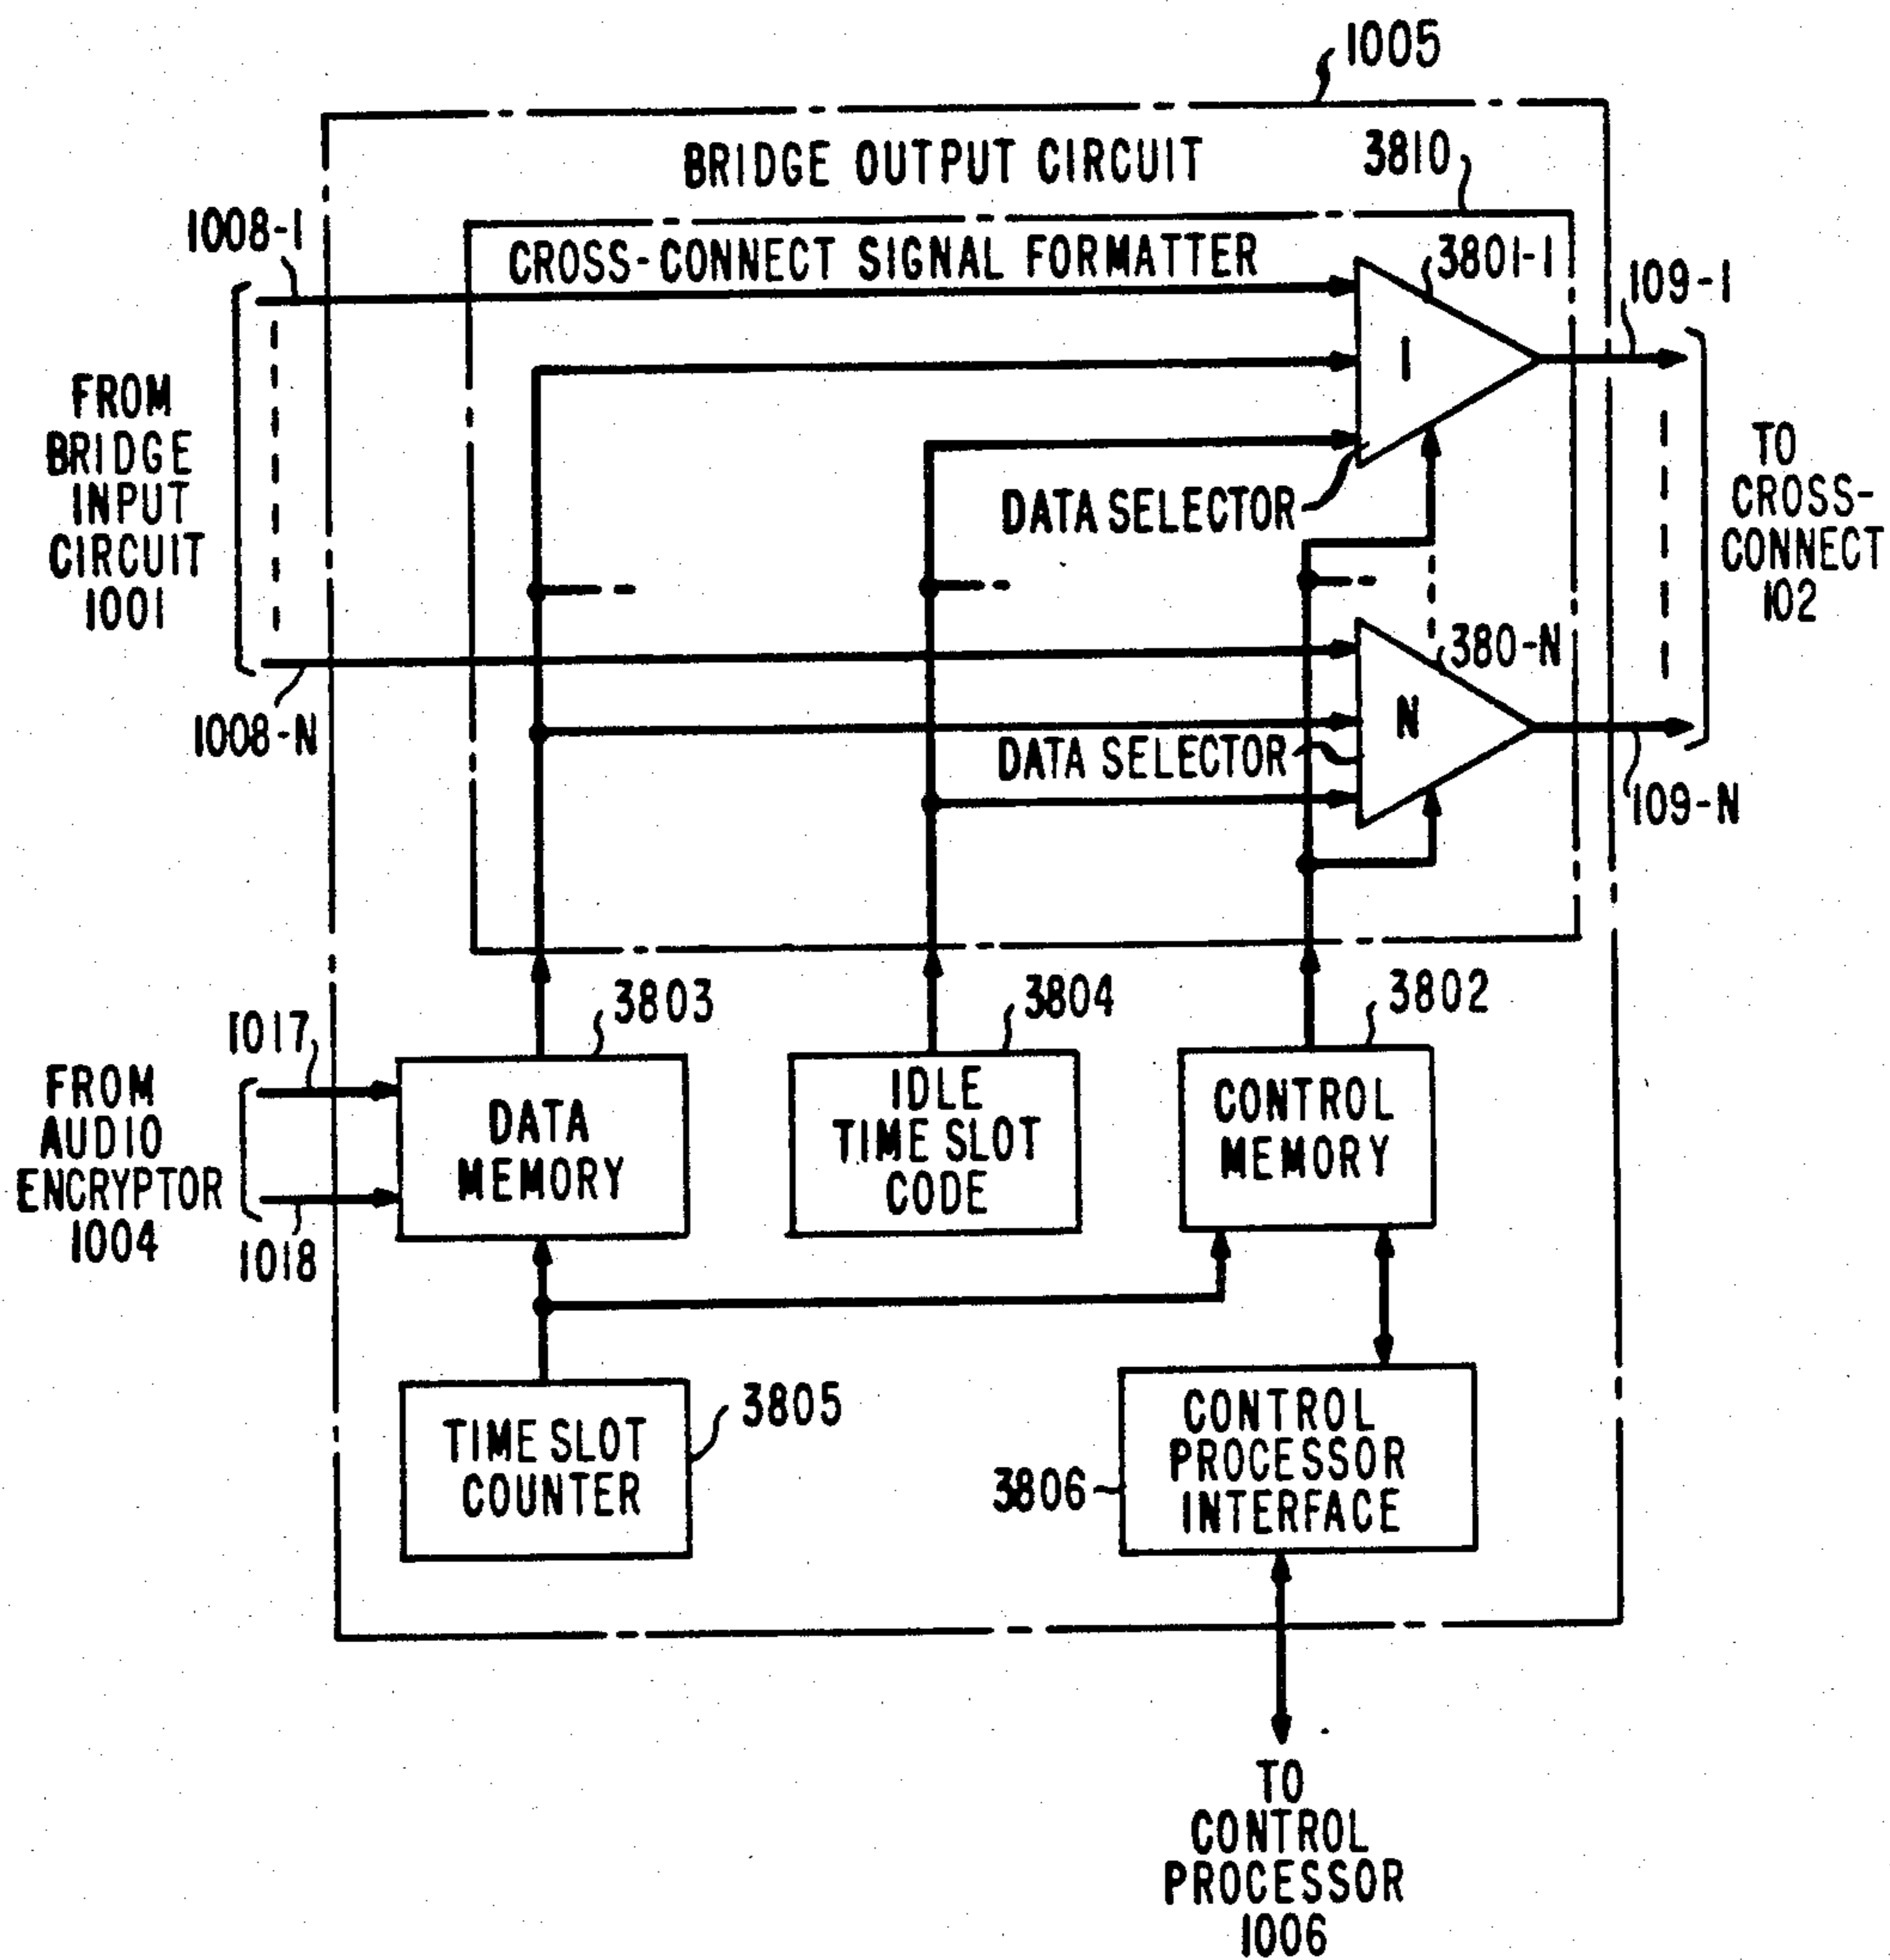 1005
BRIDGE OUTPUT CIRCUIT
3810
1008-1
CROSS-CONNECT SIGNAL FORMATTER
3801-1
109-1
1
FROM
BRIDGE
INPUT
CIRCUIT
1001
TO
CROSS-
CONNECT
102
DATA SELECTOR
380-N
1008-N
N
DATA SELECTOR
109-N
3803
3804
3802
1017
FROM
AUDIO
ENCRYPTOR
1004
1018
DATA
MEMORY
IDLE
TIME SLOT
CODE
CONTROL
MEMORY
TIME SLOT
COUNTER
3805
3806
CONTROL
PROCESSOR
INTERFACE
TO
CONTROL
PROCESSOR
1006